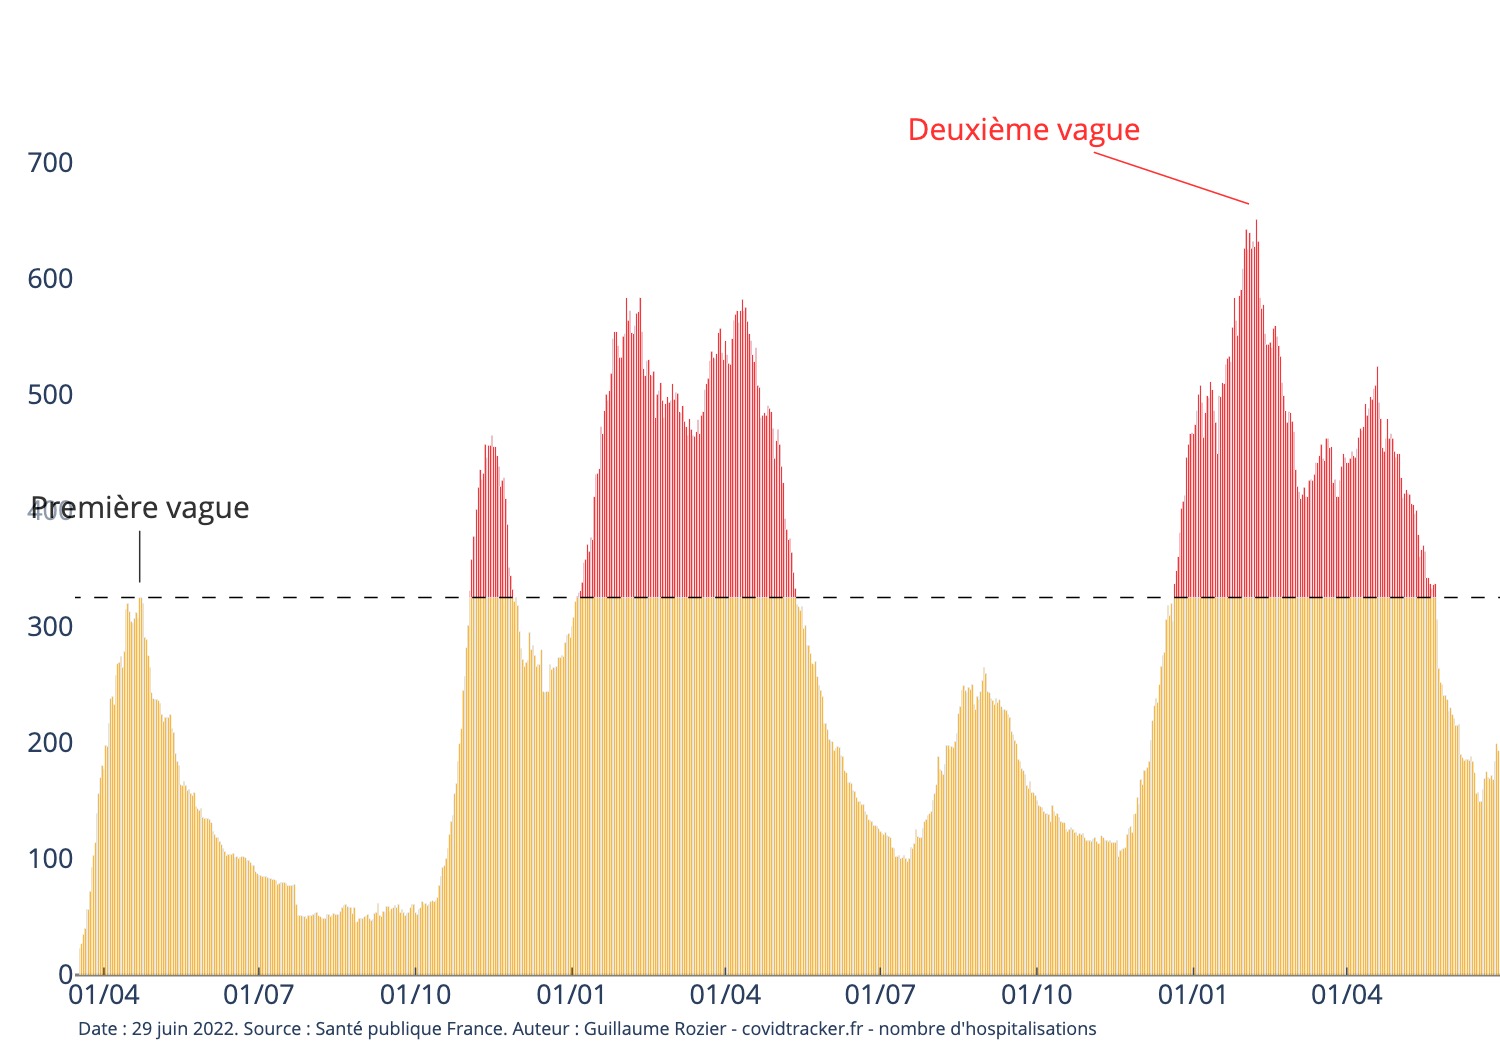 Deuxième vague
700
600
500
Première vague
400
300
200
100
0
01/04 01/07 01/10 01/01 01/04 01/07 01/10 01/01 01/04
Date : 29 juin 2022. Source : Santé publique France. Auteur : Guillaume Rozier - covidtracker.fr - nombre d'hospitalisations